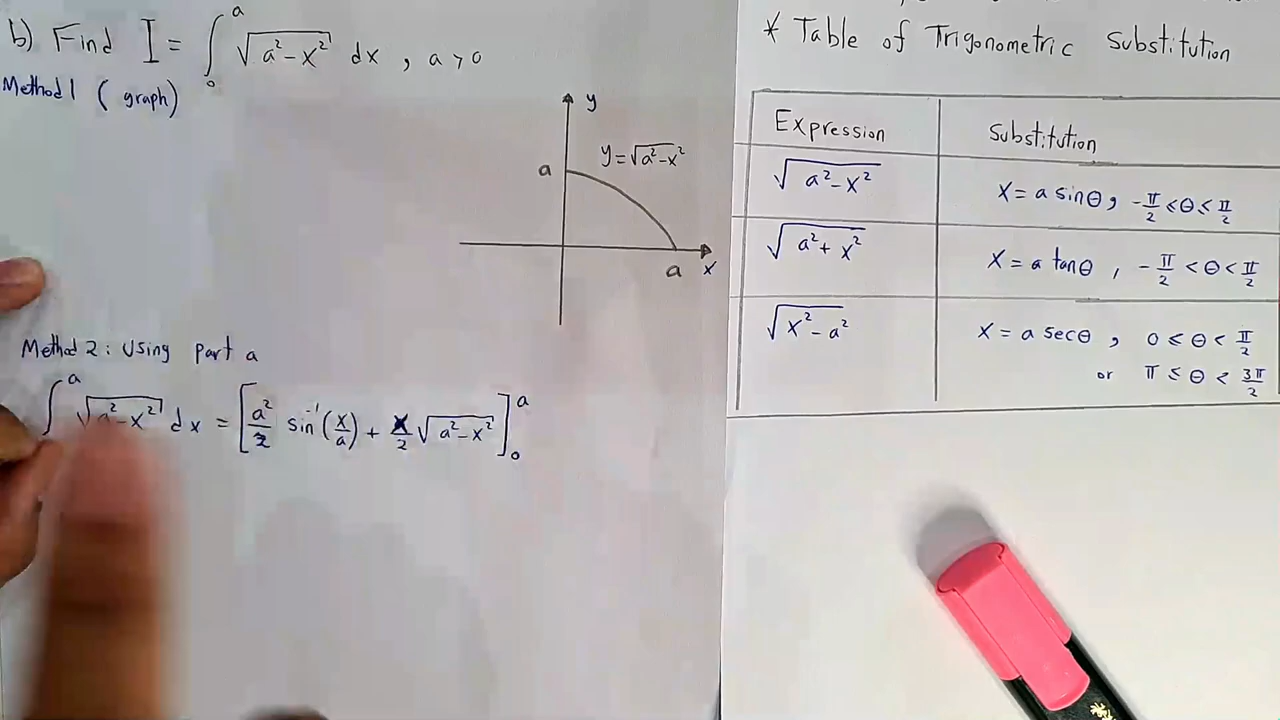 b) Find I = ∫₀ᵃ √(a²-x²) dx , a > 0
Method 1 ( graph)
y
a
y = √(a²-x²)
a
x
Method 2 : Using part a
∫ᵃ √(a²-x²) dx = [a²/2 sin⁻¹(x/a) + x/2 √(a²-x²)]₀ᵃ
* Table of Trigonometric Substitution
Expression Substitution
√(a²-x²) x = a sinθ, -π/2 ≤ θ ≤ π/2
√(a²+x²) x = a tanθ , -π/2 < θ < π/2
√(x²-a²) x = a secθ , 0 ≤ θ < π/2
or π ≤ θ < 3π/2